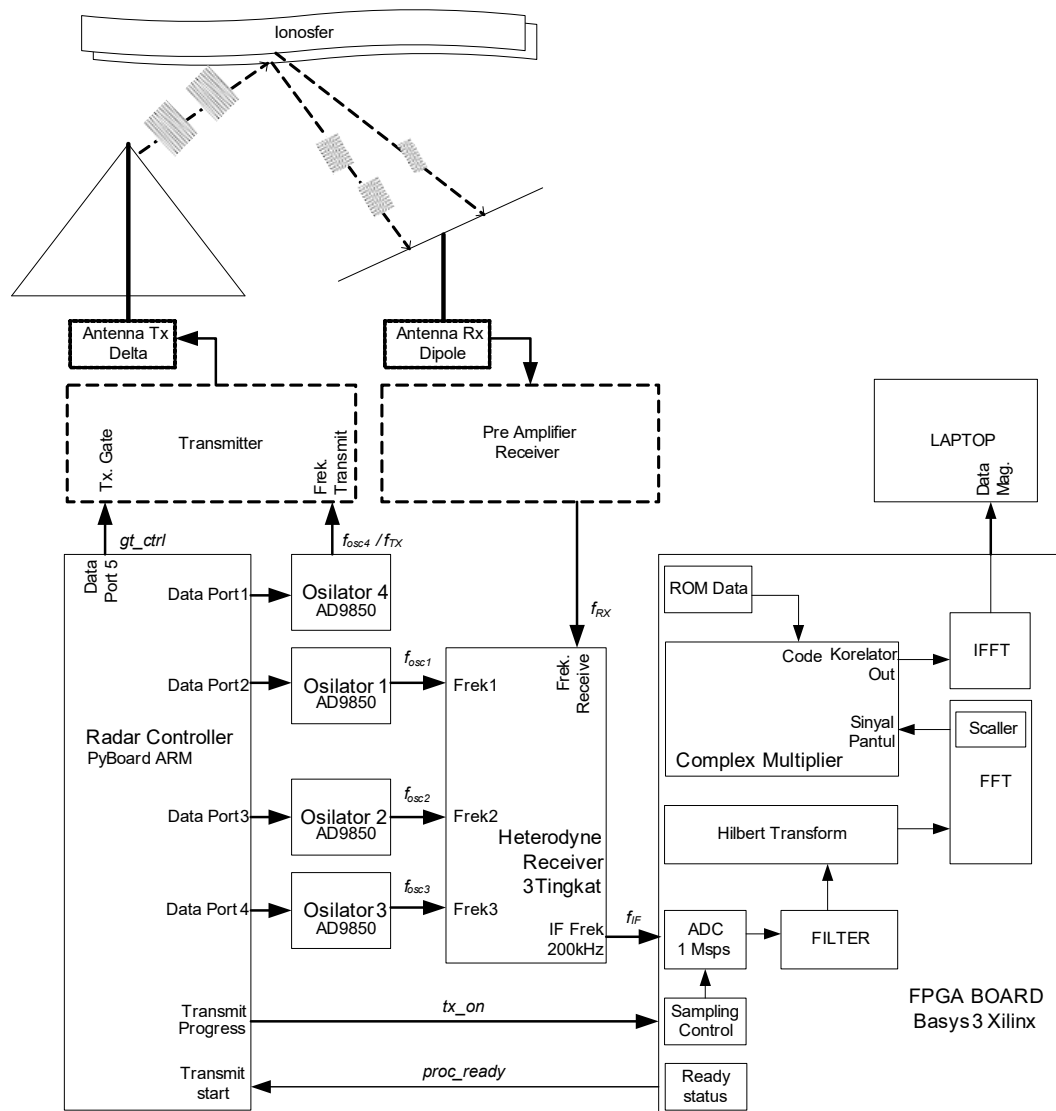 Ionosfer
Antenna Tx
Delta
Antenna Rx
Dipole
Tx. Gate
Transmitter
Frek.
Transmit
Pre Amplifier
Receiver
LAPTOP
Data
Mag.
gt_ctrl
fosc4 / fTX
Data
Port 5
Data Port1
Osilator 4
AD9850
fRX
ROM Data
Code
Korelator
Out
IFFT
Data Port2
Osilator 1
AD9850
fosc1
Frek1
Frek.
Receive
Sinyal
Pantul
Scaller
FFT
Complex Multiplier
Radar Controller
PyBoard ARM
Data Port3
Osilator 2
AD9850
fosc2
Frek2
Heterodyne
Receiver
3Tingkat
Hilbert Transform
Data Port 4
Osilator 3
AD9850
fosc3
Frek3
IF Frek
200kHz
fIF
ADC
1 Msps
FILTER
Transmit
Progress
tx_on
Sampling
Control
FPGA BOARD
Basys3 Xilinx
Transmit
start
proc_ready
Ready
status